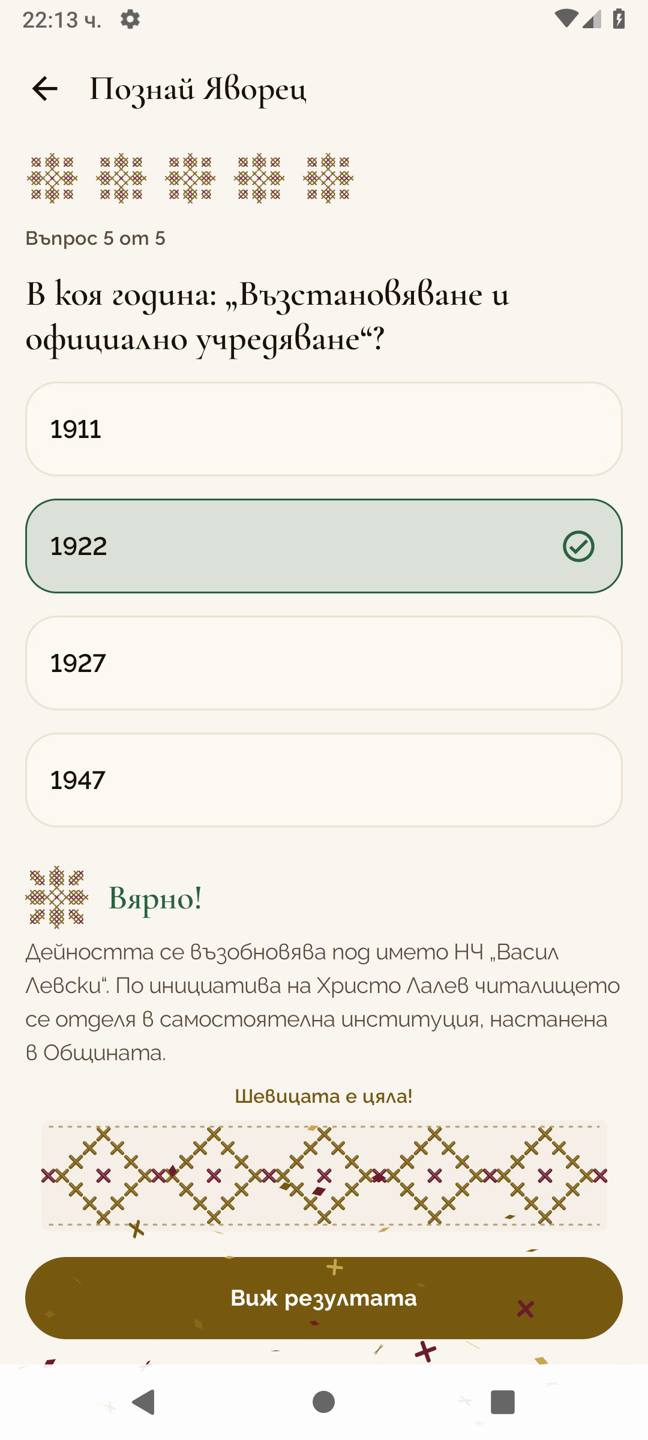 22:13 ч.
Познай Яворец
Въпрос 5 от 5
В коя година: „Възстановяване и
официално учредяване“?
1911
1922
1927
1947
Вярно!
Дейността се възобновява под името НЧ „Васил
Левски“. По инициатива на Христо Лалев читалището
се отделя в самостоятелна институция, настанена
в Общината.
Шевицата е цяла!
Виж резултата